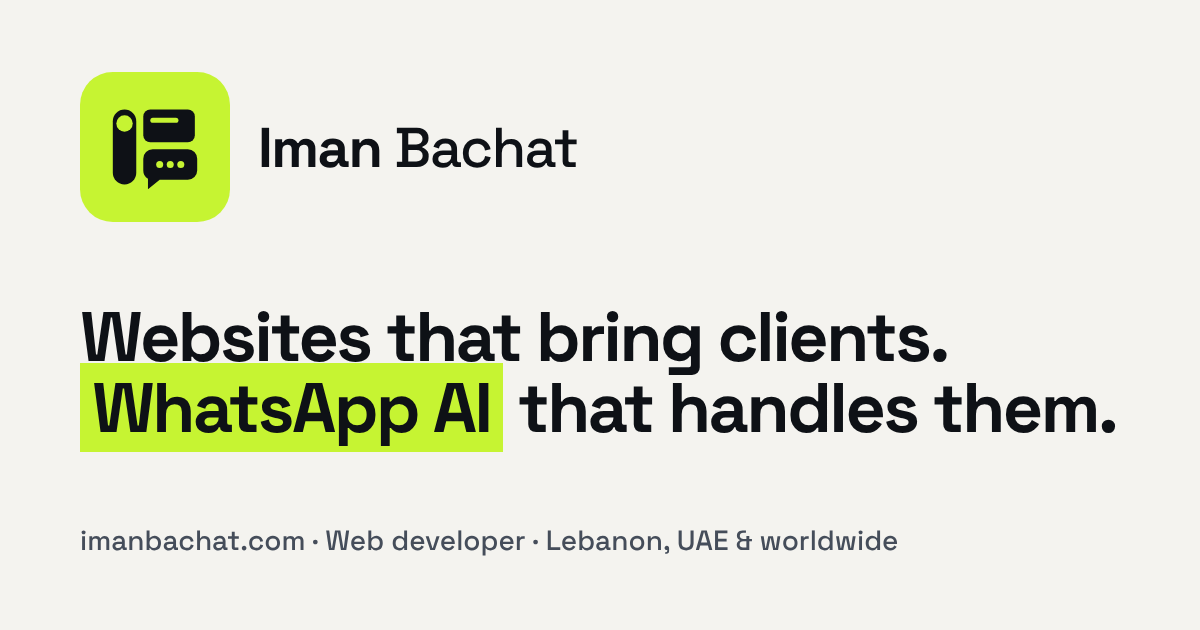 Iman Bachat
Websites that bring clients.
WhatsApp AI that handles them.
imanbachat.com · Web developer · Lebanon, UAE & worldwide